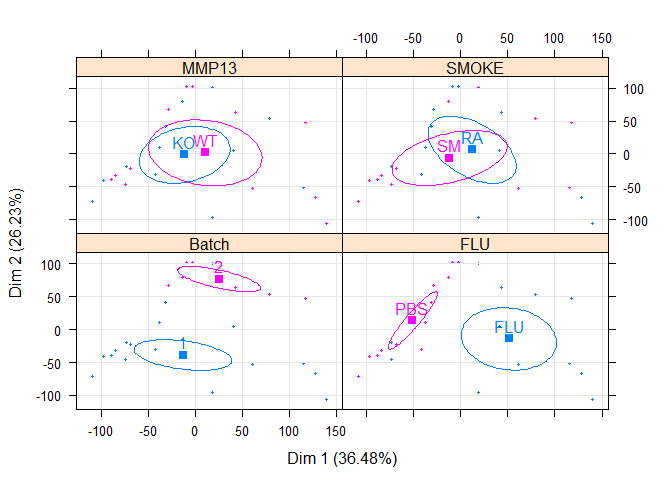 -100 -50 0 50 100 150
MMP13 SMOKE
100
KO WT
50
SM RA
0
-50
-100
Dim 2 (26.23%)
Batch FLU
100
2
50
PBS
FLU
0
1
-50
-100
-100 -50 0 50 100 150
Dim 1 (36.48%)